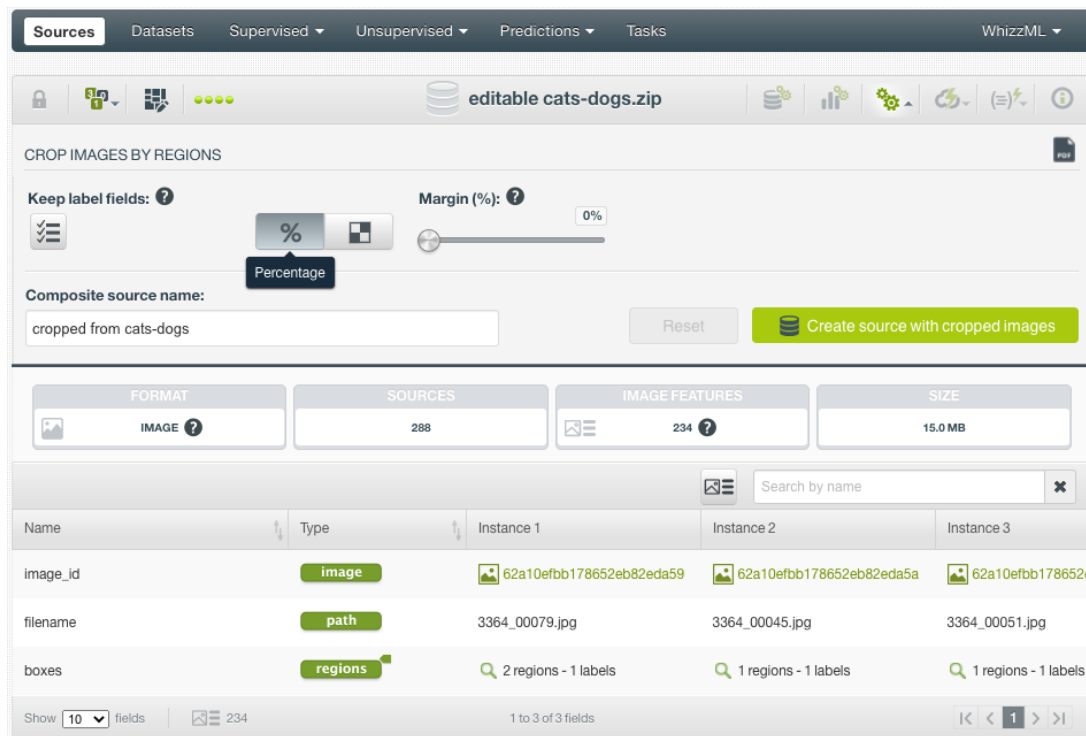 Sources Datasets Supervised Unsupervised Predictions Tasks WhizzML
editable cats-dogs.zip
CROP IMAGES BY REGIONS
PDF
Keep label fields: ? Margin (%): ?
0%
%
Percentage
Composite source name:
cropped from cats-dogs
Reset Create source with cropped images
FORMAT SOURCES IMAGE FEATURES SIZE
IMAGE ? 288 234 ? 15.0 MB
Search by name
Name Type Instance 1 Instance 2 Instance 3
image_id image 62a10efbb178652eb82eda59 62a10efbb178652eb82eda5a 62a10efbb178652
filename path 3364_00079.jpg 3364_00045.jpg 3364_00051.jpg
boxes regions 2 regions - 1 labels 1 regions - 1 labels 1 regions - 1 labels
Show 10 fields 234 1 to 3 of 3 fields 1